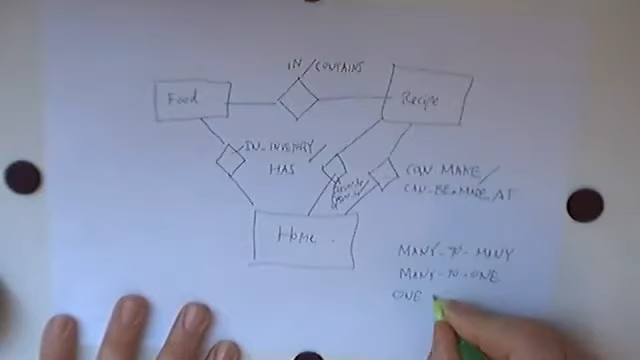 IN/CONTAINS
Food
Recipe
IN-INVENTORY/
HAS
CAN MAKE/
CAN-BE-MADE AT
Home
MANY-TO-MANY
MANY-TO-ONE
ONE